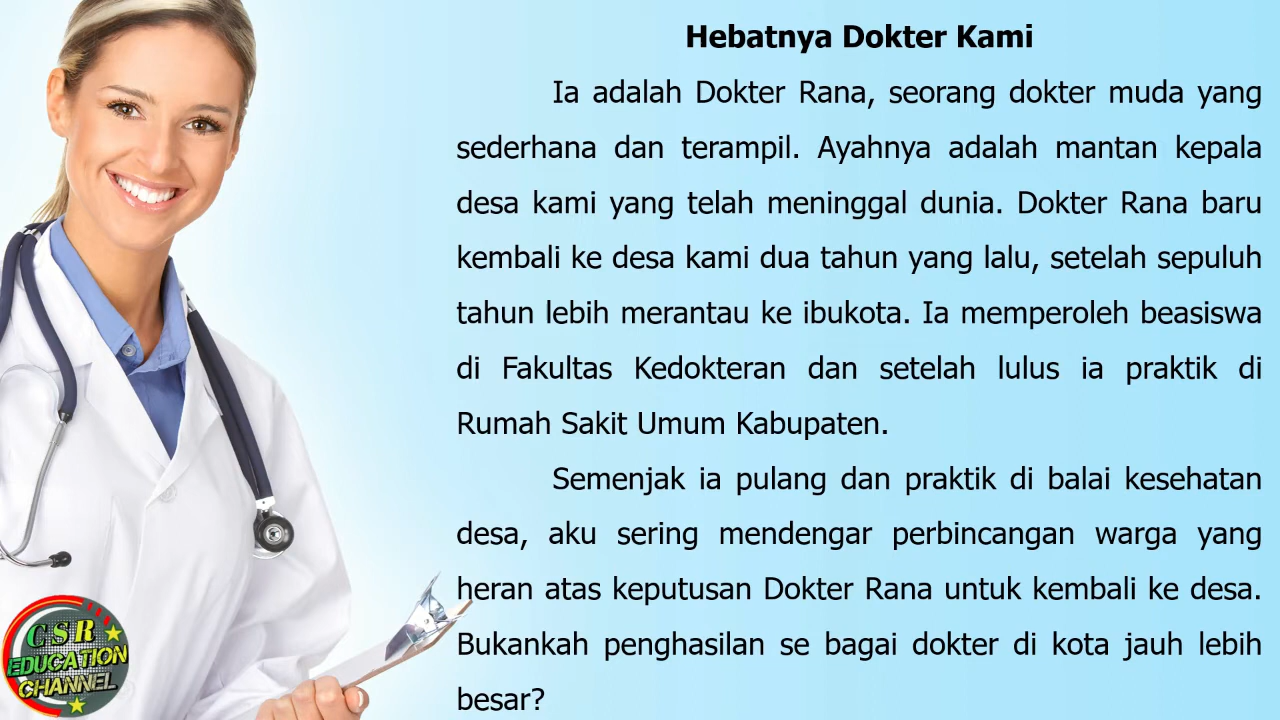 Hebatnya Dokter Kami
Ia adalah Dokter Rana, seorang dokter muda yang
sederhana dan terampil. Ayahnya adalah mantan kepala
desa kami yang telah meninggal dunia. Dokter Rana baru
kembali ke desa kami dua tahun yang lalu, setelah sepuluh
tahun lebih merantau ke ibukota. Ia memperoleh beasiswa
di Fakultas Kedokteran dan setelah lulus ia praktik di
Rumah Sakit Umum Kabupaten.
Semenjak ia pulang dan praktik di balai kesehatan
desa, aku sering mendengar perbincangan warga yang
heran atas keputusan Dokter Rana untuk kembali ke desa.
Bukankah penghasilan se bagai dokter di kota jauh lebih
besar?
CSR
EDUCATION
CHANNEL